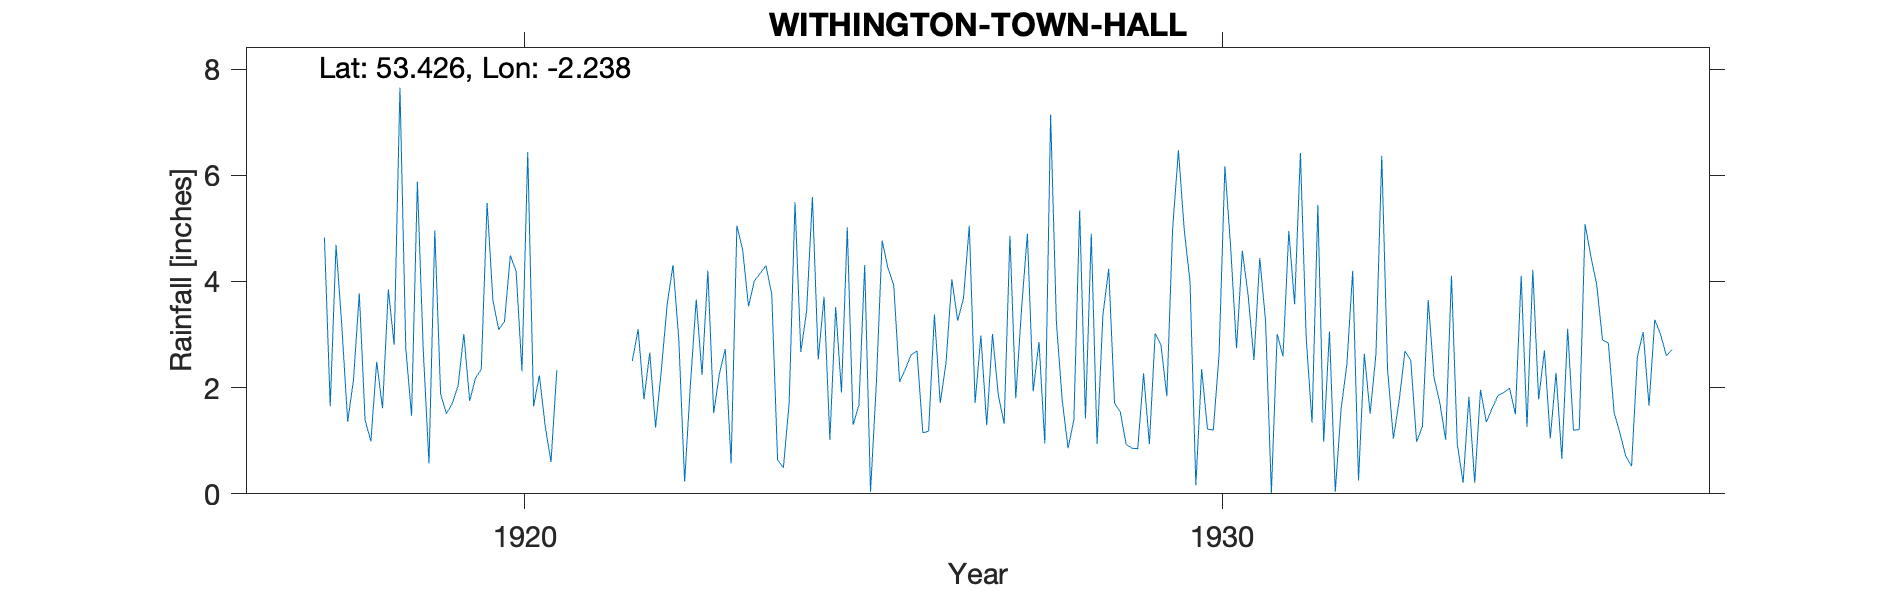 WITHINGTON-TOWN-HALL
Lat: 53.426, Lon: -2.238
8
6
4
2
0
Rainfall [inches]
1920
1930
Year